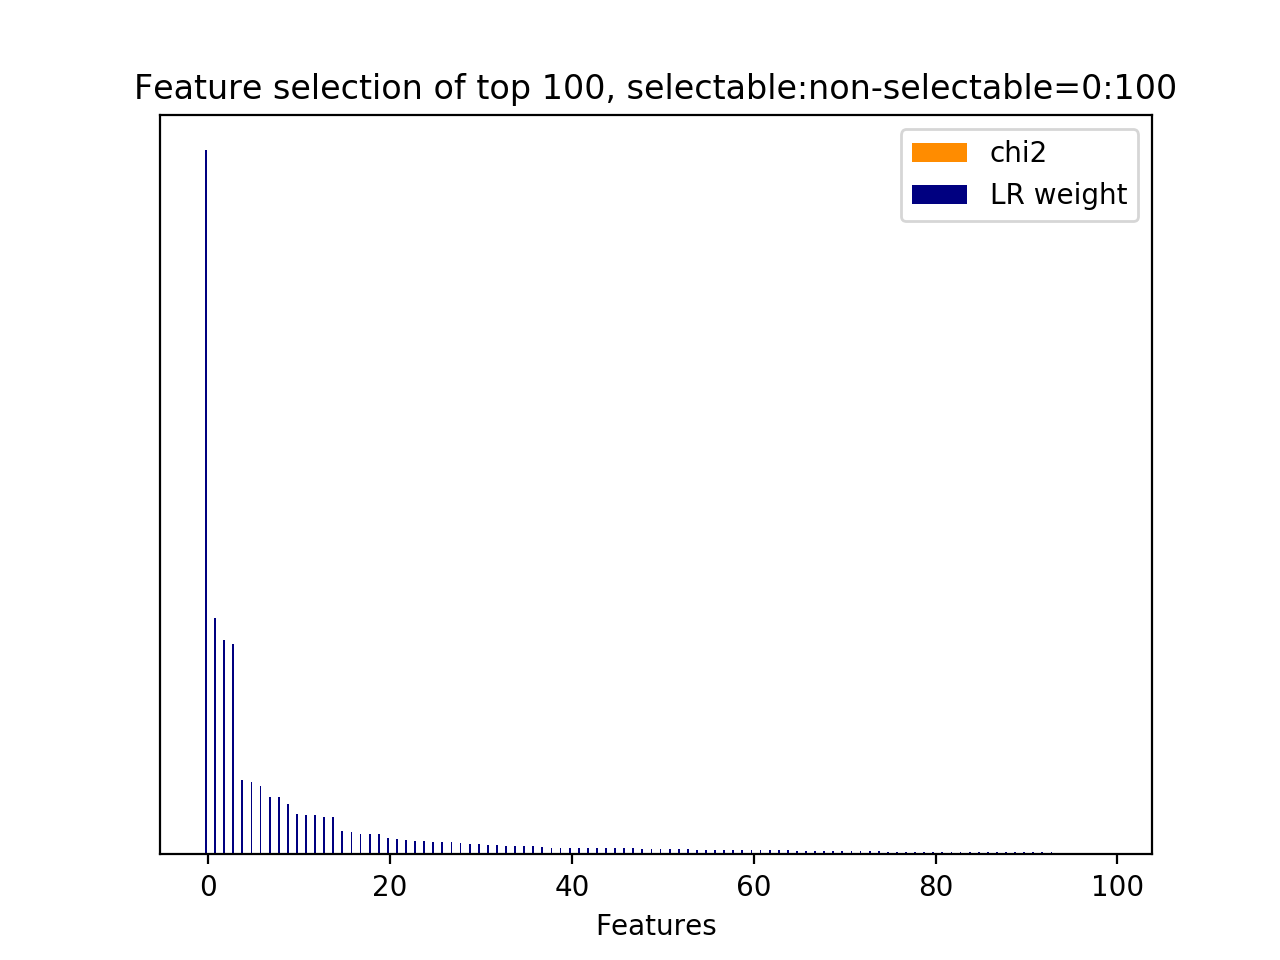 Feature selection of top 100, selectable:non-selectable=0:100
chi2
LR weight
0 20 40 60 80 100
Features